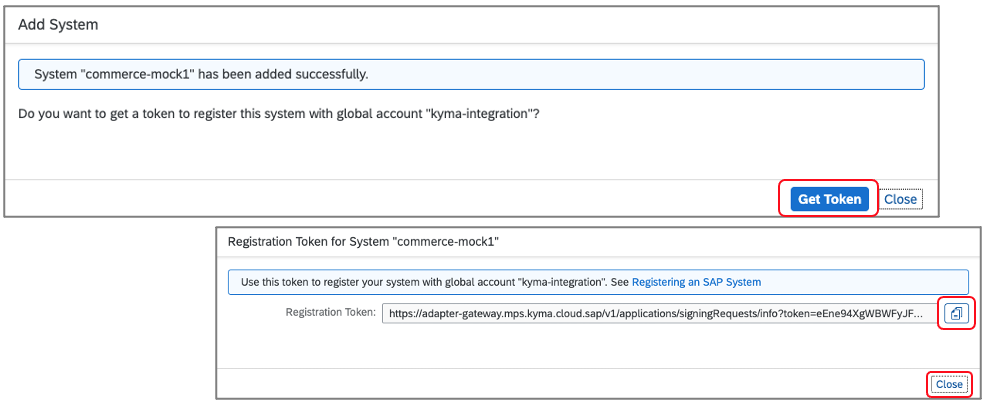 Add System
System "commerce-mock1" has been added successfully.
Do you want to get a token to register this system with global account "kyma-integration"?
Get Token Close
Registration Token for System "commerce-mock1"
Use this token to register your system with global account "kyma-integration". See Registering an SAP System
Registration Token: https://adapter-gateway.mps.kyma.cloud.sap/v1/applications/signingRequests/info?token=eEne94XgWBWFyJF...
Close